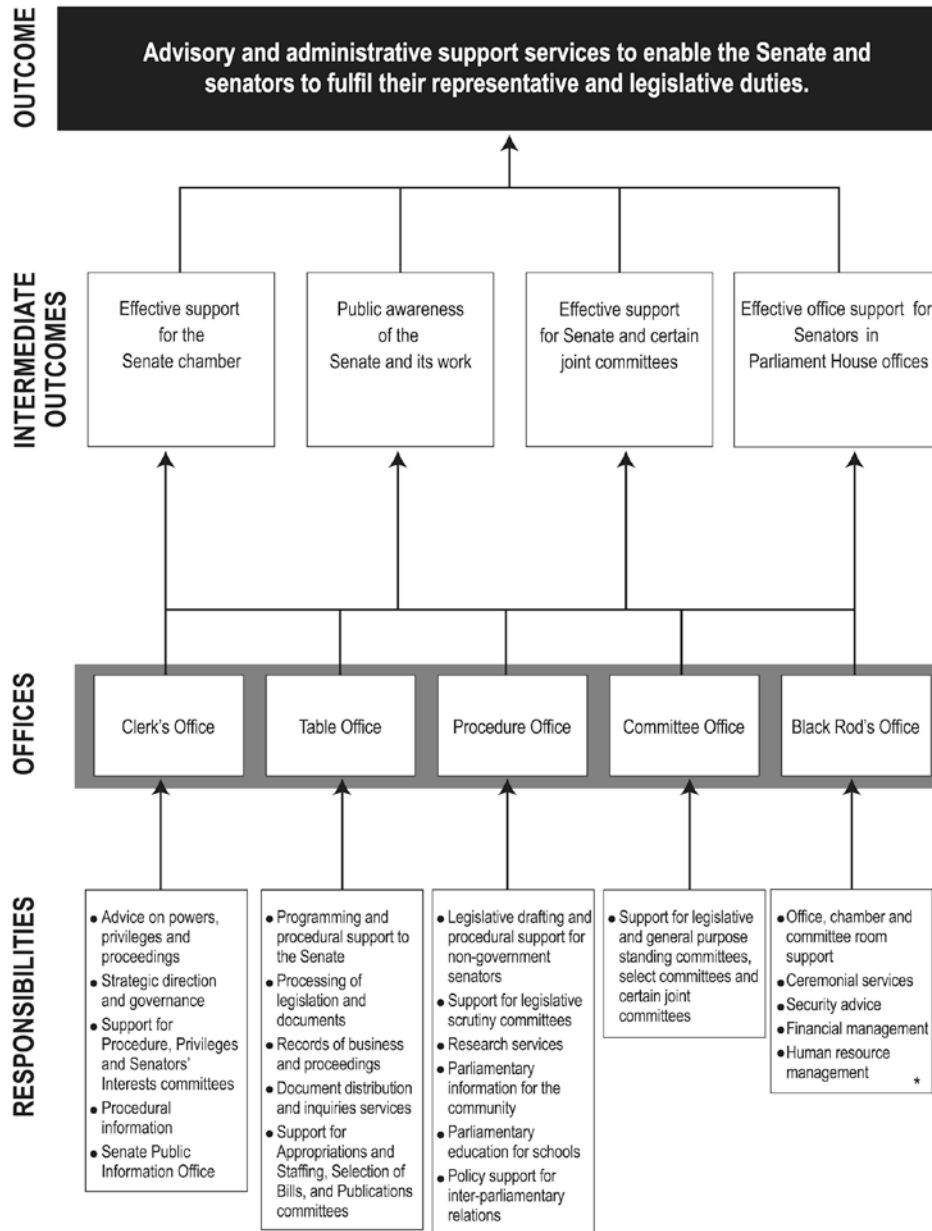 OUTCOME
Advisory and administrative support services to enable the Senate and
senators to fulfil their representative and legislative duties.
INTERMEDIATE
OUTCOMES
Effective support
for the
Senate chamber
Public awareness
of the
Senate and its work
Effective support
for Senate and certain
joint committees
Effective office support for
Senators in
Parliament House offices
OFFICES
Clerk's Office
Table Office
Procedure Office
Committee Office
Black Rod's Office
RESPONSIBILITIES
• Advice on powers,
privileges and
proceedings
• Strategic direction
and governance
• Support for
Procedure, Privileges
and Senators'
Interests committees
• Procedural
information
• Senate Public
Information Office
• Programming and
procedural support to
the Senate
• Processing of
legislation and
documents
• Records of business
and proceedings
• Document distribution
and inquiries services
• Support for
Appropriations and
Staffing, Selection of
Bills, and Publications
committees
• Legislative drafting and
procedural support for
non-government
senators
• Support for legislative
scrutiny committees
• Research services
• Parliamentary
information for the
community
• Parliamentary
education for schools
• Policy support for
inter-parliamentary
relations
• Support for legislative
and general purpose
standing committees,
select committees and
certain joint
committees
• Office, chamber and
committee room
support
• Ceremonial services
• Security advice
• Financial management
• Human resource
management
*